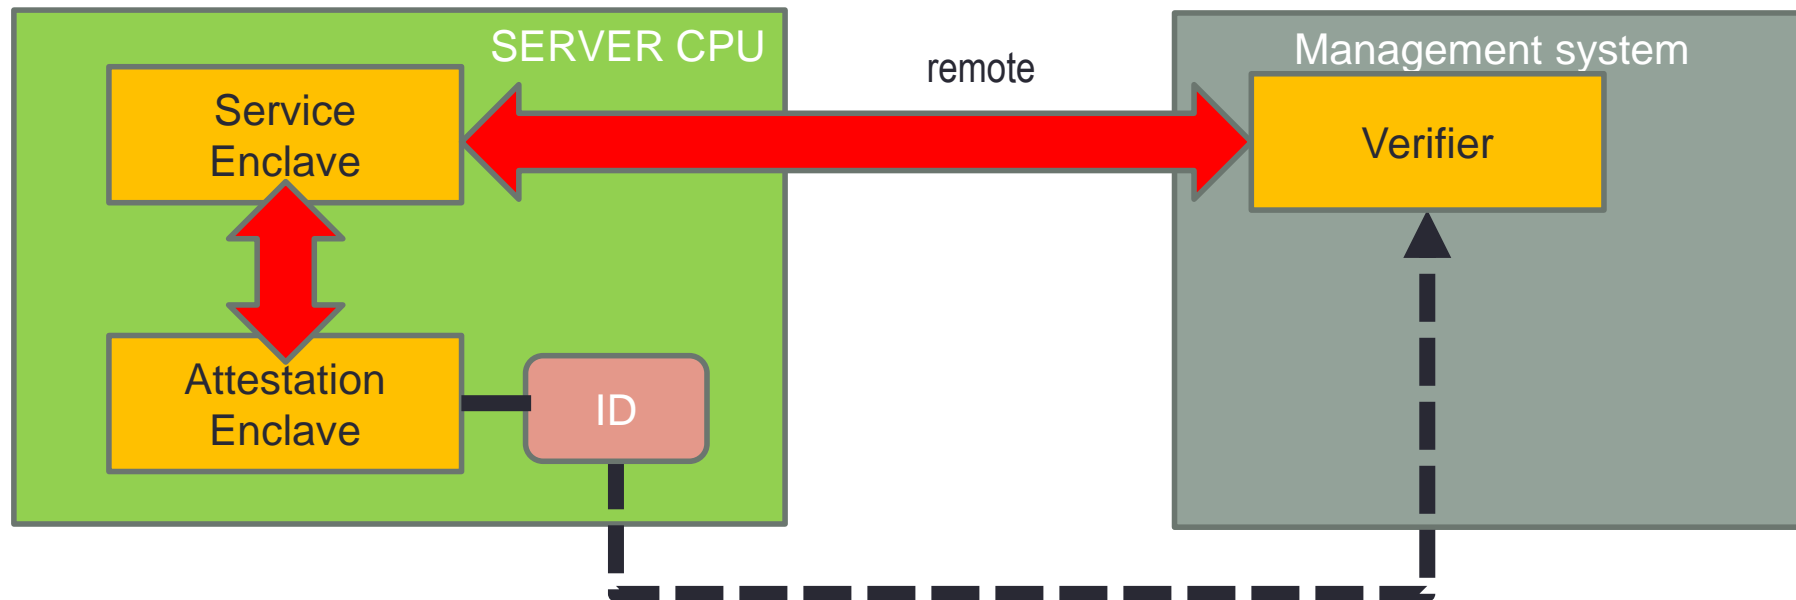 SERVER CPU
Service
Enclave
remote
Management system
Verifier
Attestation
Enclave
ID